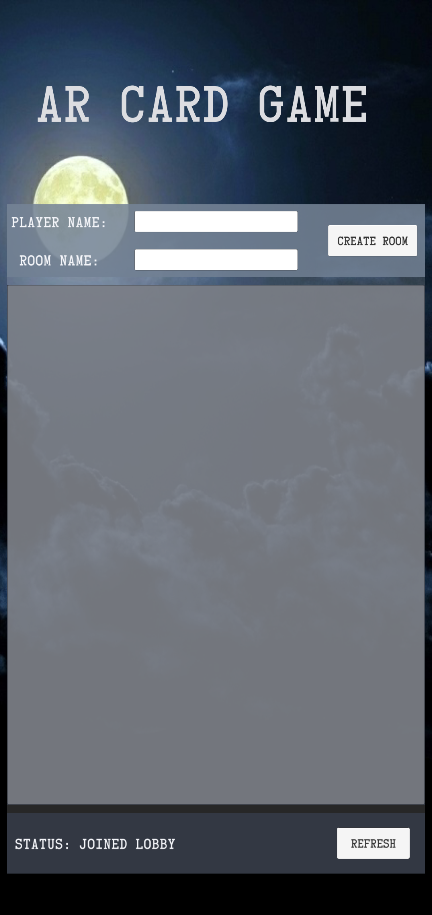 AR CARD GAME
PLAYER NAME:
CREATE ROOM
ROOM NAME:
STATUS: JOINED LOBBY
REFRESH